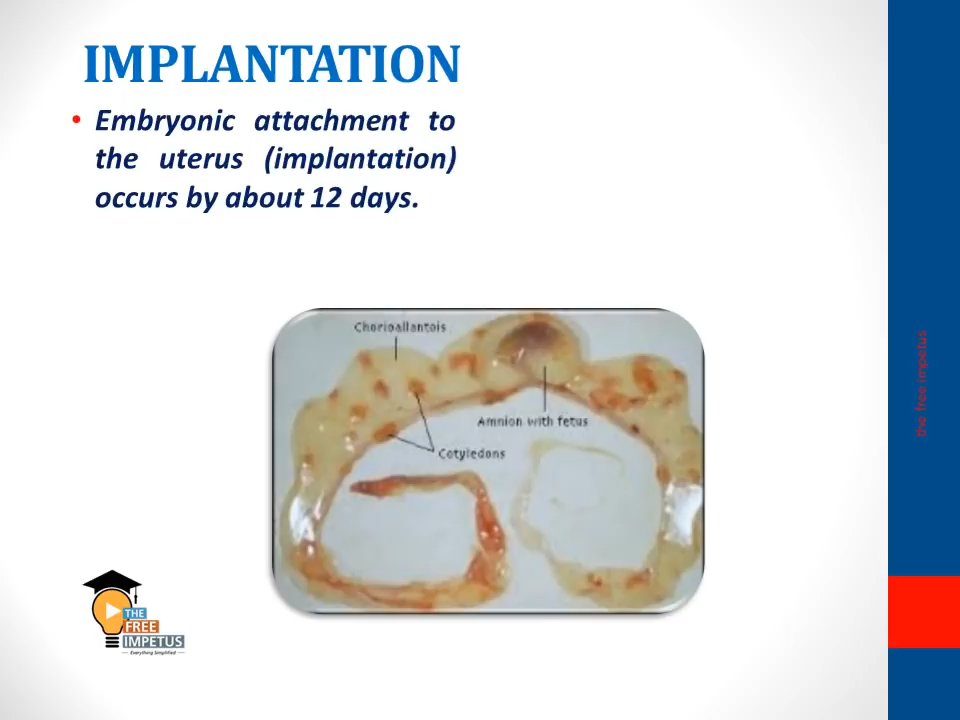 IMPLANTATION
• Embryonic attachment to
the uterus (implantation)
occurs by about 12 days.
Chorioallantois
Amnion with fetus
Cotyledons
the free impetus
THE
FREE
IMPETUS
Everything Simplified